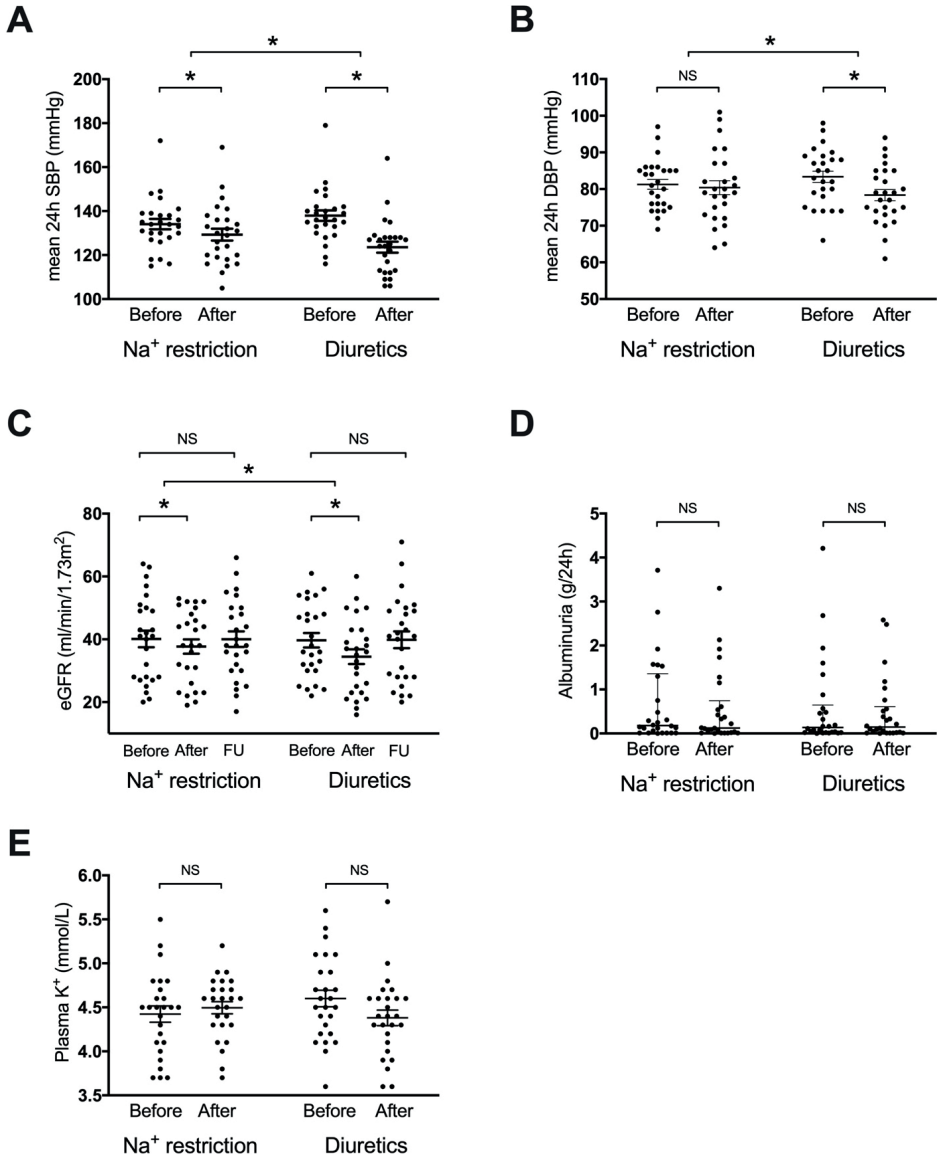 A
B
* *
* * NS *
200 180 160 140 120 100
mean 24h SBP (mmHg)
Before After Before After
Na+ restriction Diuretics
110 100 90 80 70 60 50
mean 24h DBP (mmHg)
Before After Before After
Na+ restriction Diuretics
C
NS NS
*
* *
80 60 40 20
eGFR (ml/min/1.73m2)
Before After FU Before After FU
Na+ restriction Diuretics
D
NS NS
5 4 3 2 1 0
Albuminuria (g/24h)
Before After Before After
Na+ restriction Diuretics
E
NS NS
6.0 5.5 5.0 4.5 4.0 3.5
Plasma K+ (mmol/L)
Before After Before After
Na+ restriction Diuretics